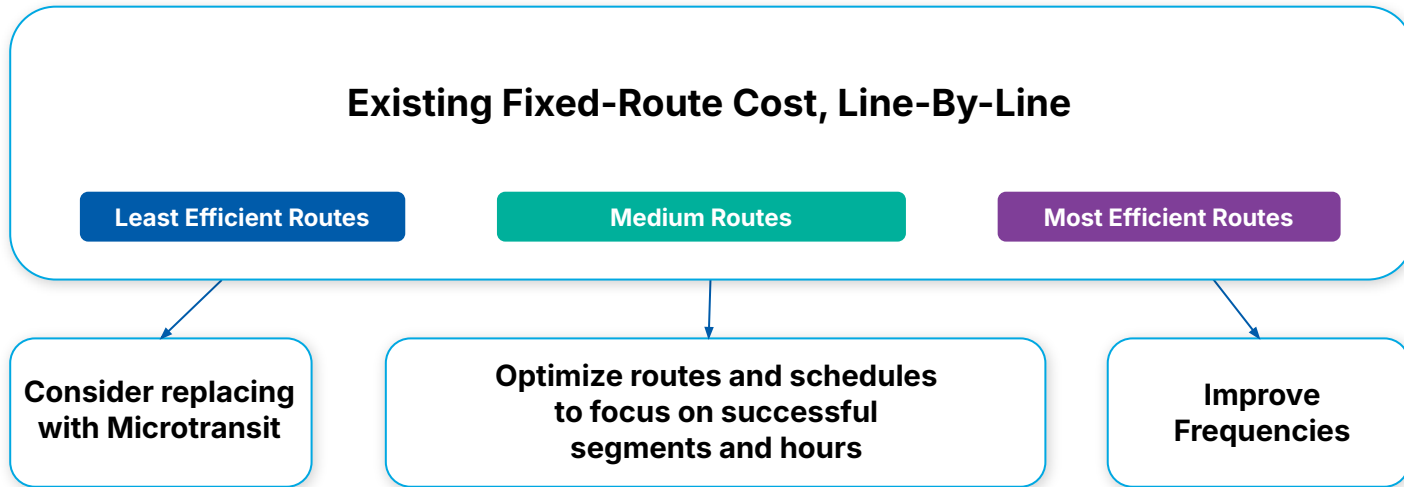 Existing Fixed-Route Cost, Line-By-Line
Least Efficient Routes
Medium Routes
Most Efficient Routes
Consider replacing
with Microtransit
Optimize routes and schedules
to focus on successful
segments and hours
Improve
Frequencies